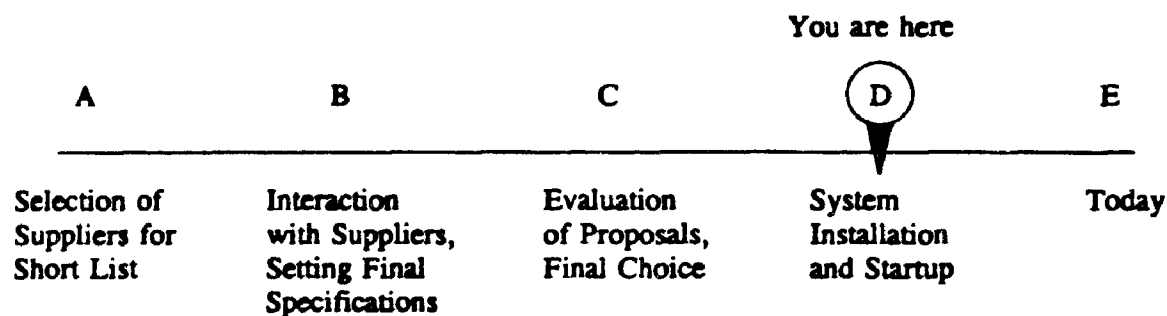 You are here
A B C D E
Selection of Suppliers for Short List
Interaction with Suppliers, Setting Final Specifications
Evaluation of Proposals, Final Choice
System Installation and Startup
Today